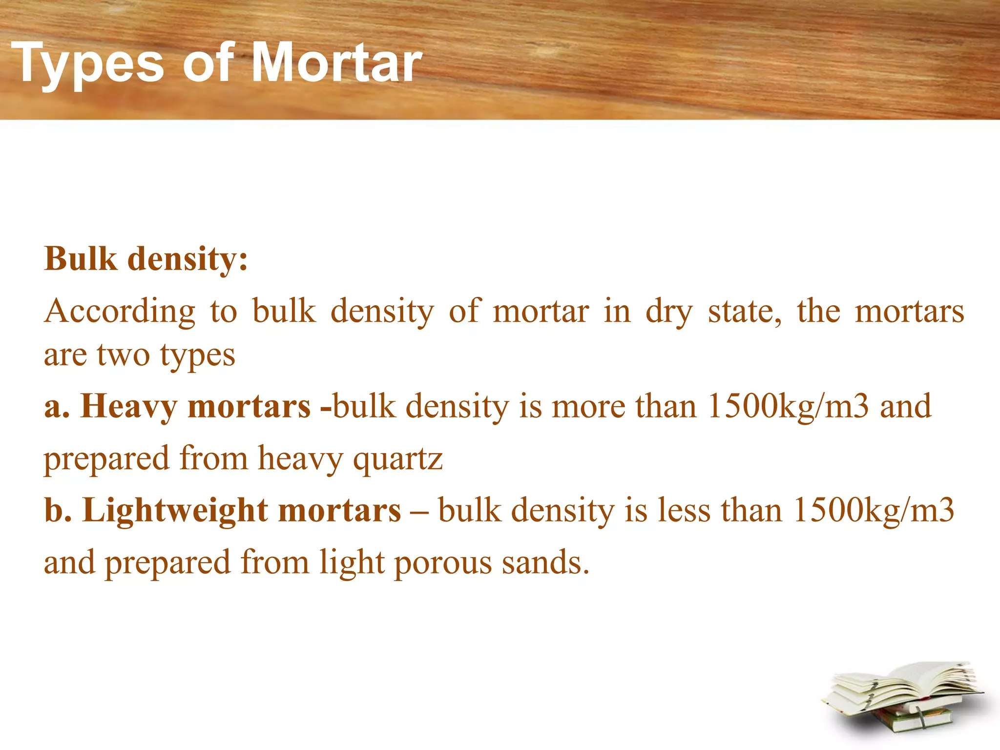 Types of Mortar
Bulk density:
According to bulk density of mortar in dry state, the mortars
are two types
a. Heavy mortars -bulk density is more than 1500kg/m3 and
prepared from heavy quartz
b. Lightweight mortars – bulk density is less than 1500kg/m3
and prepared from light porous sands.